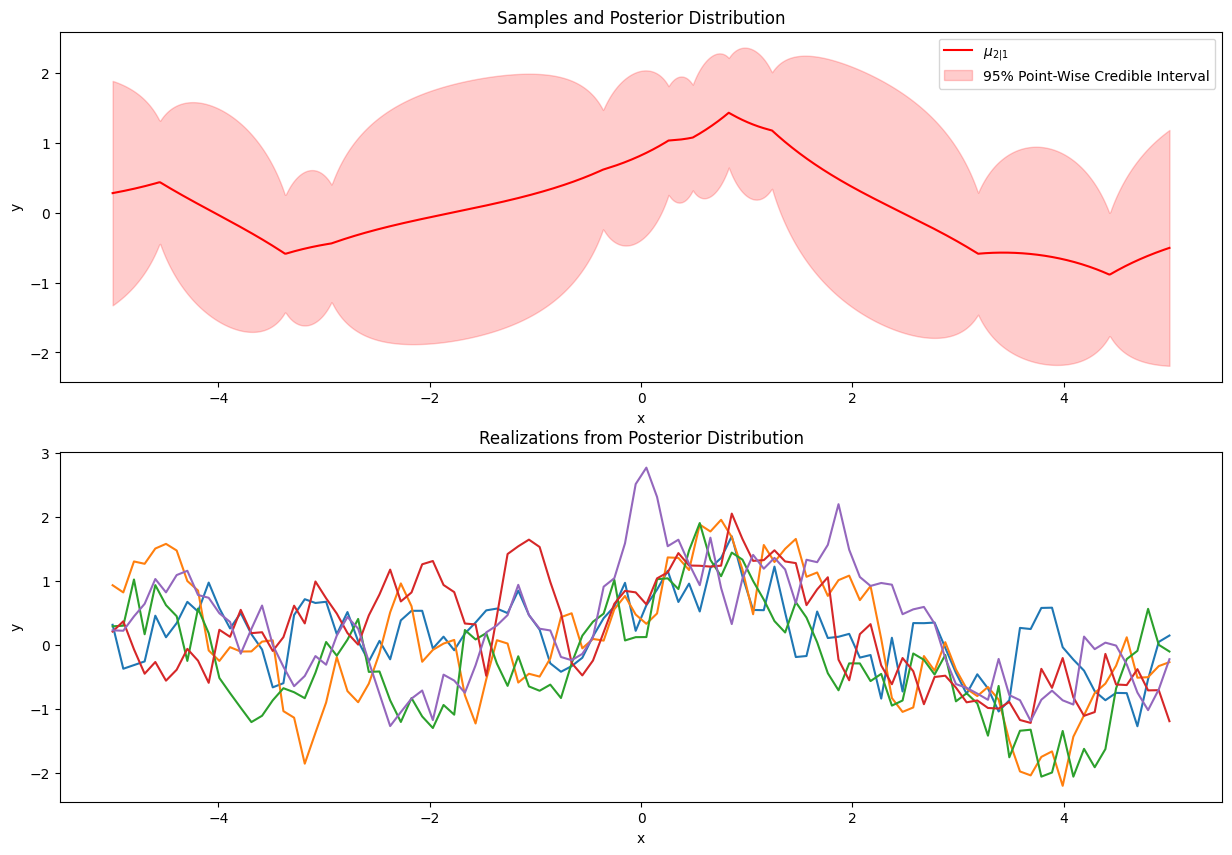 Samples and Posterior Distribution
μ2|1
95% Point-Wise Credible Interval
2
1
0
−1
−2
y
−4
−2
0
2
4
x
Realizations from Posterior Distribution
3
2
1
0
−1
−2
y
−4
−2
0
2
4
x